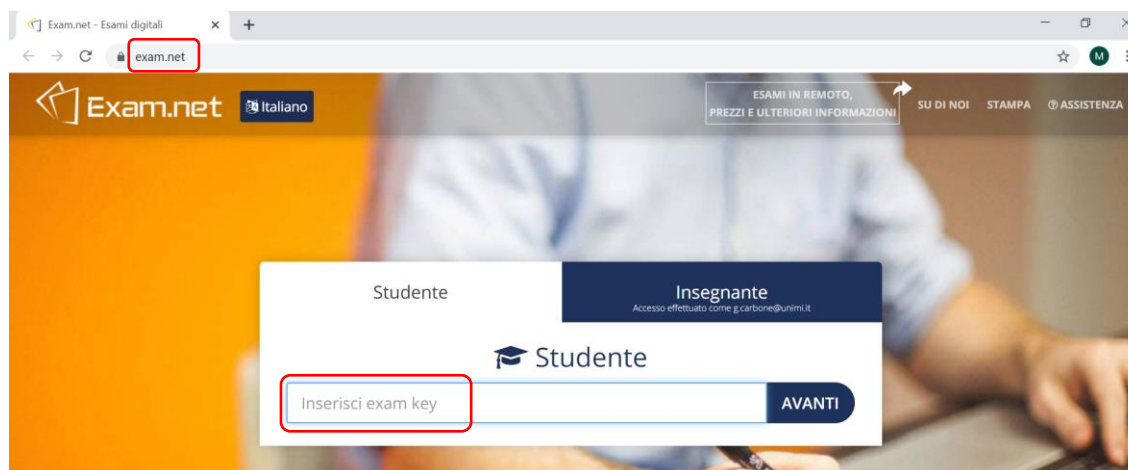 Exam.net - Esami digitali
exam.net
Exam.net
Italiano
ESAMI IN REMOTO,
PREZZI E ULTERIORI INFORMAZIONI
SU DI NOI
STAMPA
ASSISTENZA
M
Studente
Insegnante
Accesso effettuato come g.carbone@unimi.it
Studente
Inserisci exam key
AVANTI